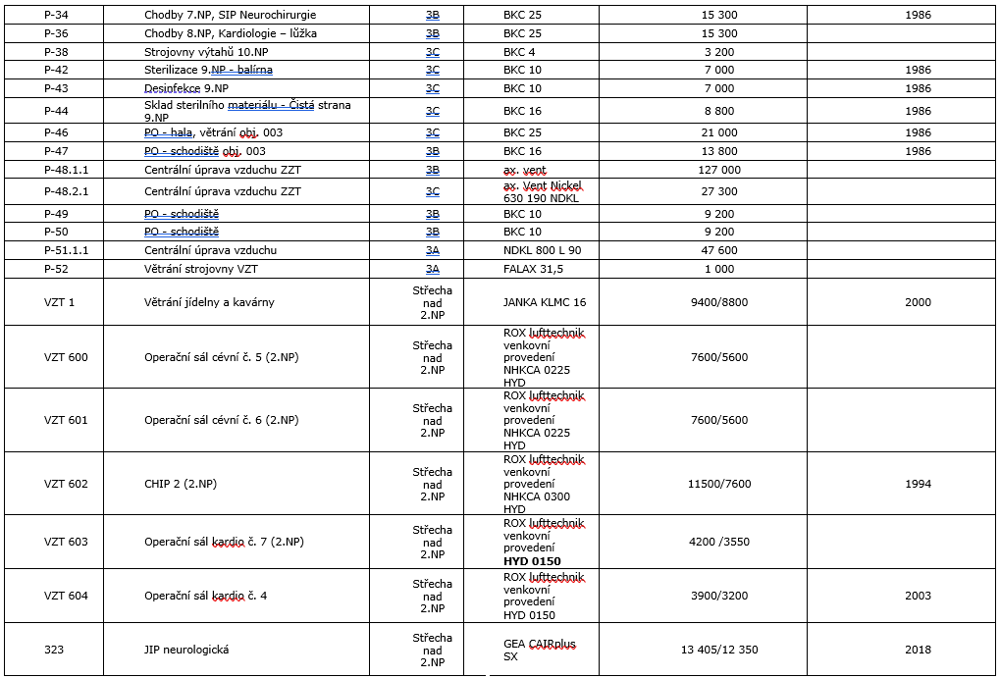 P-34 Chodby 7.NP, SIP Neurochirurgie 3B BKC 25 15 300 1986
P-36 Chodby 8.NP, Kardiologie – lůžka 3B BKC 25 15 300
P-38 Strojovny výtahů 10.NP 3C BKC 4 3 200
P-42 Sterilizace 9.NP - balírna 3C BKC 10 7 000 1986
P-43 Desinfekce 9.NP 3C BKC 10 7 000 1986
P-44 Sklad sterilního materiálu - Čistá strana
9.NP 3C BKC 16 8 800 1986
P-46 PO - hala, větrání obj. 003 3C BKC 25 21 000 1986
P-47 PO - schodiště obj. 003 3B BKC 16 13 800 1986
P-48.1.1 Centrální úprava vzduchu ZZT 3B ax. vent 127 000
P-48.2.1 Centrální úprava vzduchu ZZT 3C ax. Vent Nickel
630 190 NDKL 27 300
P-49 PO - schodiště 3B BKC 10 9 200
P-50 PO - schodiště 3B BKC 10 9 200
P-51.1.1 Centrální úprava vzduchu 3A NDKL 800 L 90 47 600
P-52 Větrání strojovny VZT 3A FALAX 31,5 1 000
VZT 1 Větrání jídelny a kavárny Střecha
nad
2.NP JANKA KLMC 16 9400/8800 2000
VZT 600 Operační sál cévní č. 5 (2.NP) Střecha
nad
2.NP ROX lufttechnik
venkovní
provedení
NHKCA 0225
HYD 7600/5600
VZT 601 Operační sál cévní č. 6 (2.NP) Střecha
nad
2.NP ROX lufttechnik
venkovní
provedení
NHKCA 0225
HYD 7600/5600
VZT 602 CHIP 2 (2.NP) Střecha
nad
2.NP ROX lufttechnik
venkovní
provedení
NHKCA 0300
HYD 11500/7600 1994
VZT 603 Operační sál kardio č. 7 (2.NP) Střecha
nad
2.NP ROX lufttechnik
venkovní
provedení
HYD 0150 4200 /3550
VZT 604 Operační sál kardio č. 4 Střecha
nad
2.NP ROX lufttechnik
venkovní
provedení
HYD 0150 3900/3200 2003
323 JIP neurologická Střecha
nad
2.NP GEA CAIRplus
SX 13 405/12 350 2018